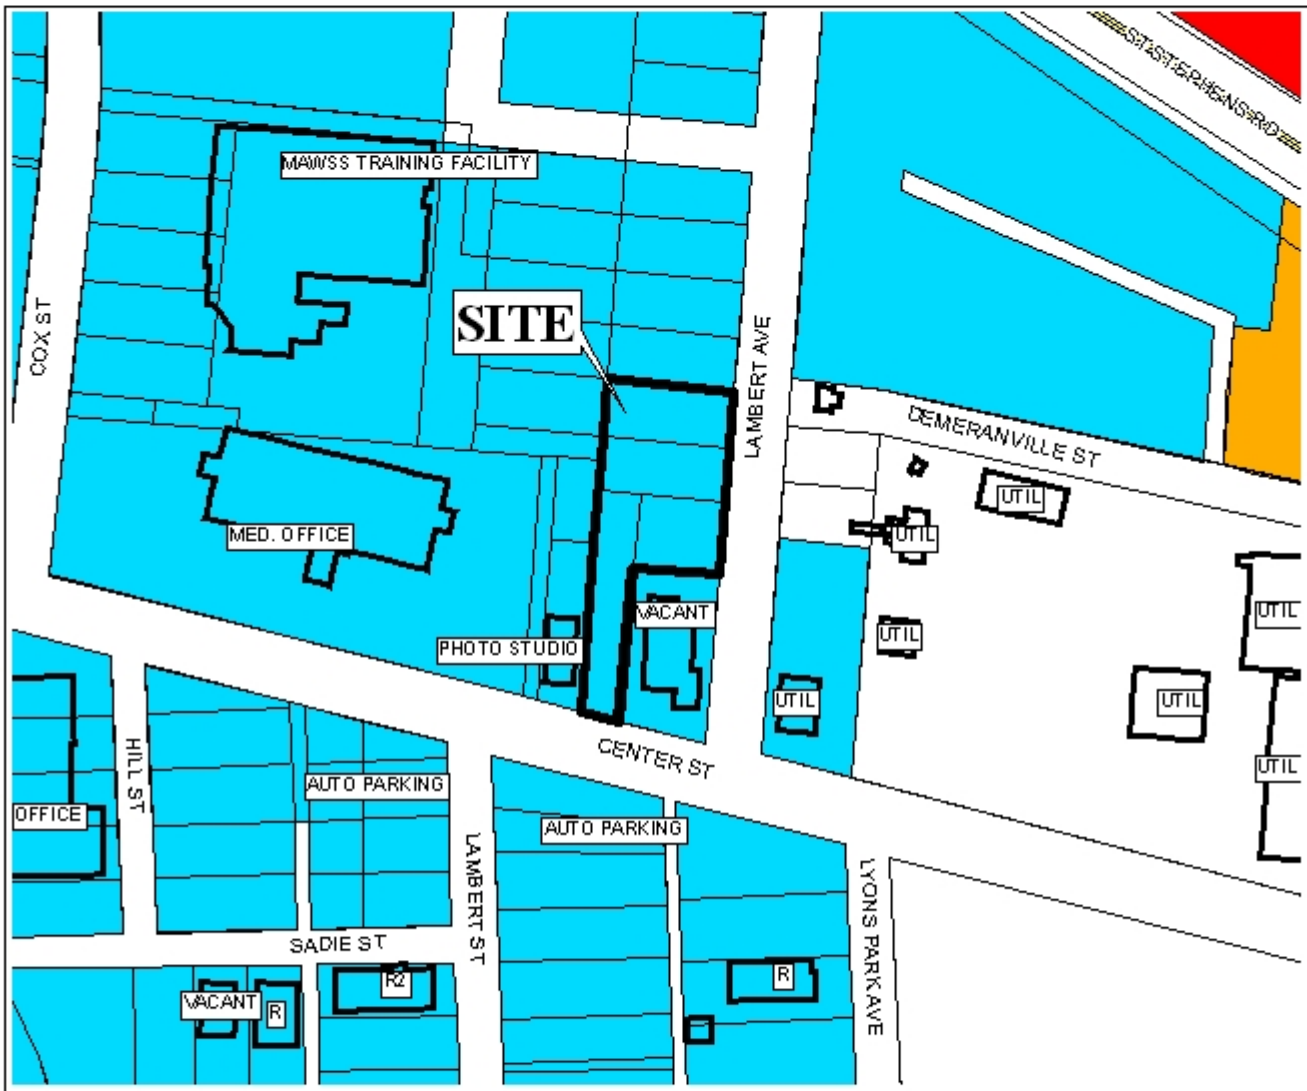 ST STEPHENS RD
MAWSS TRAINING FACILITY
COX ST
SITE
LAMBERT AVE
DEMERANVILLE ST
UTIL
MED. OFFICE
UTIL
VACANT
UTIL
UTIL
PHOTO STUDIO
UTIL
UTIL
CENTER ST
HILL ST
UTIL
AUTO PARKING
OFFICE
AUTO PARKING
LAMBERT ST
LYONS PARK AVE
SADIE ST
R2
R
VACANT
R